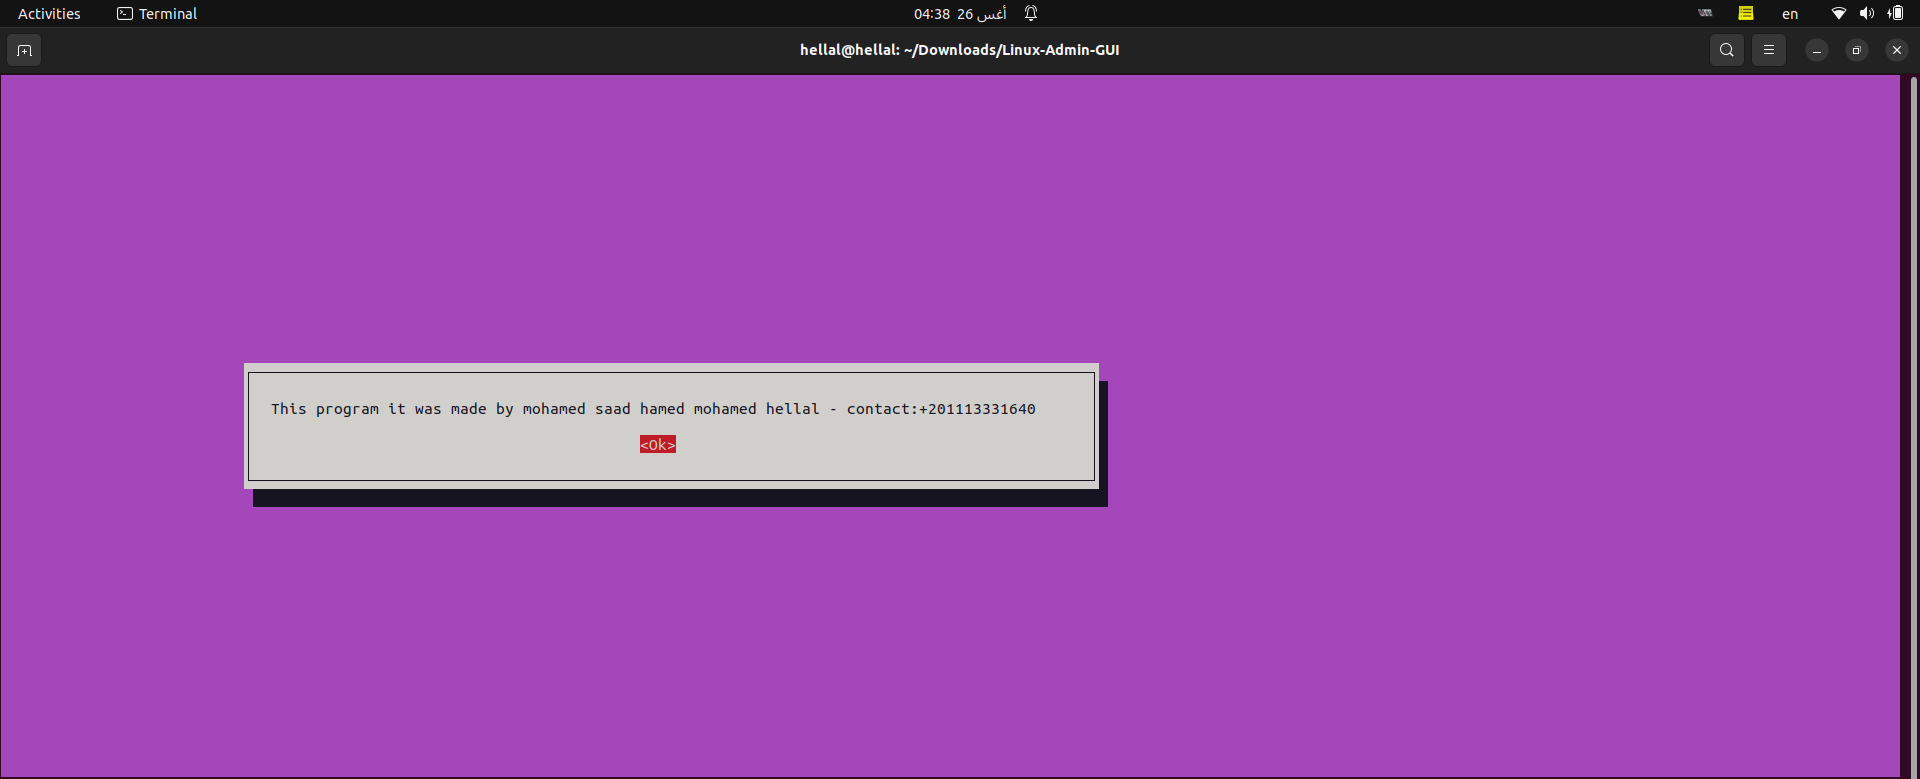 Activities Terminal 04:38 26 أغس en
hellal@hellal: ~/Downloads/Linux-Admin-GUI
This program it was made by mohamed saad hamed mohamed hellal - contact:+201113331640
<Ok>